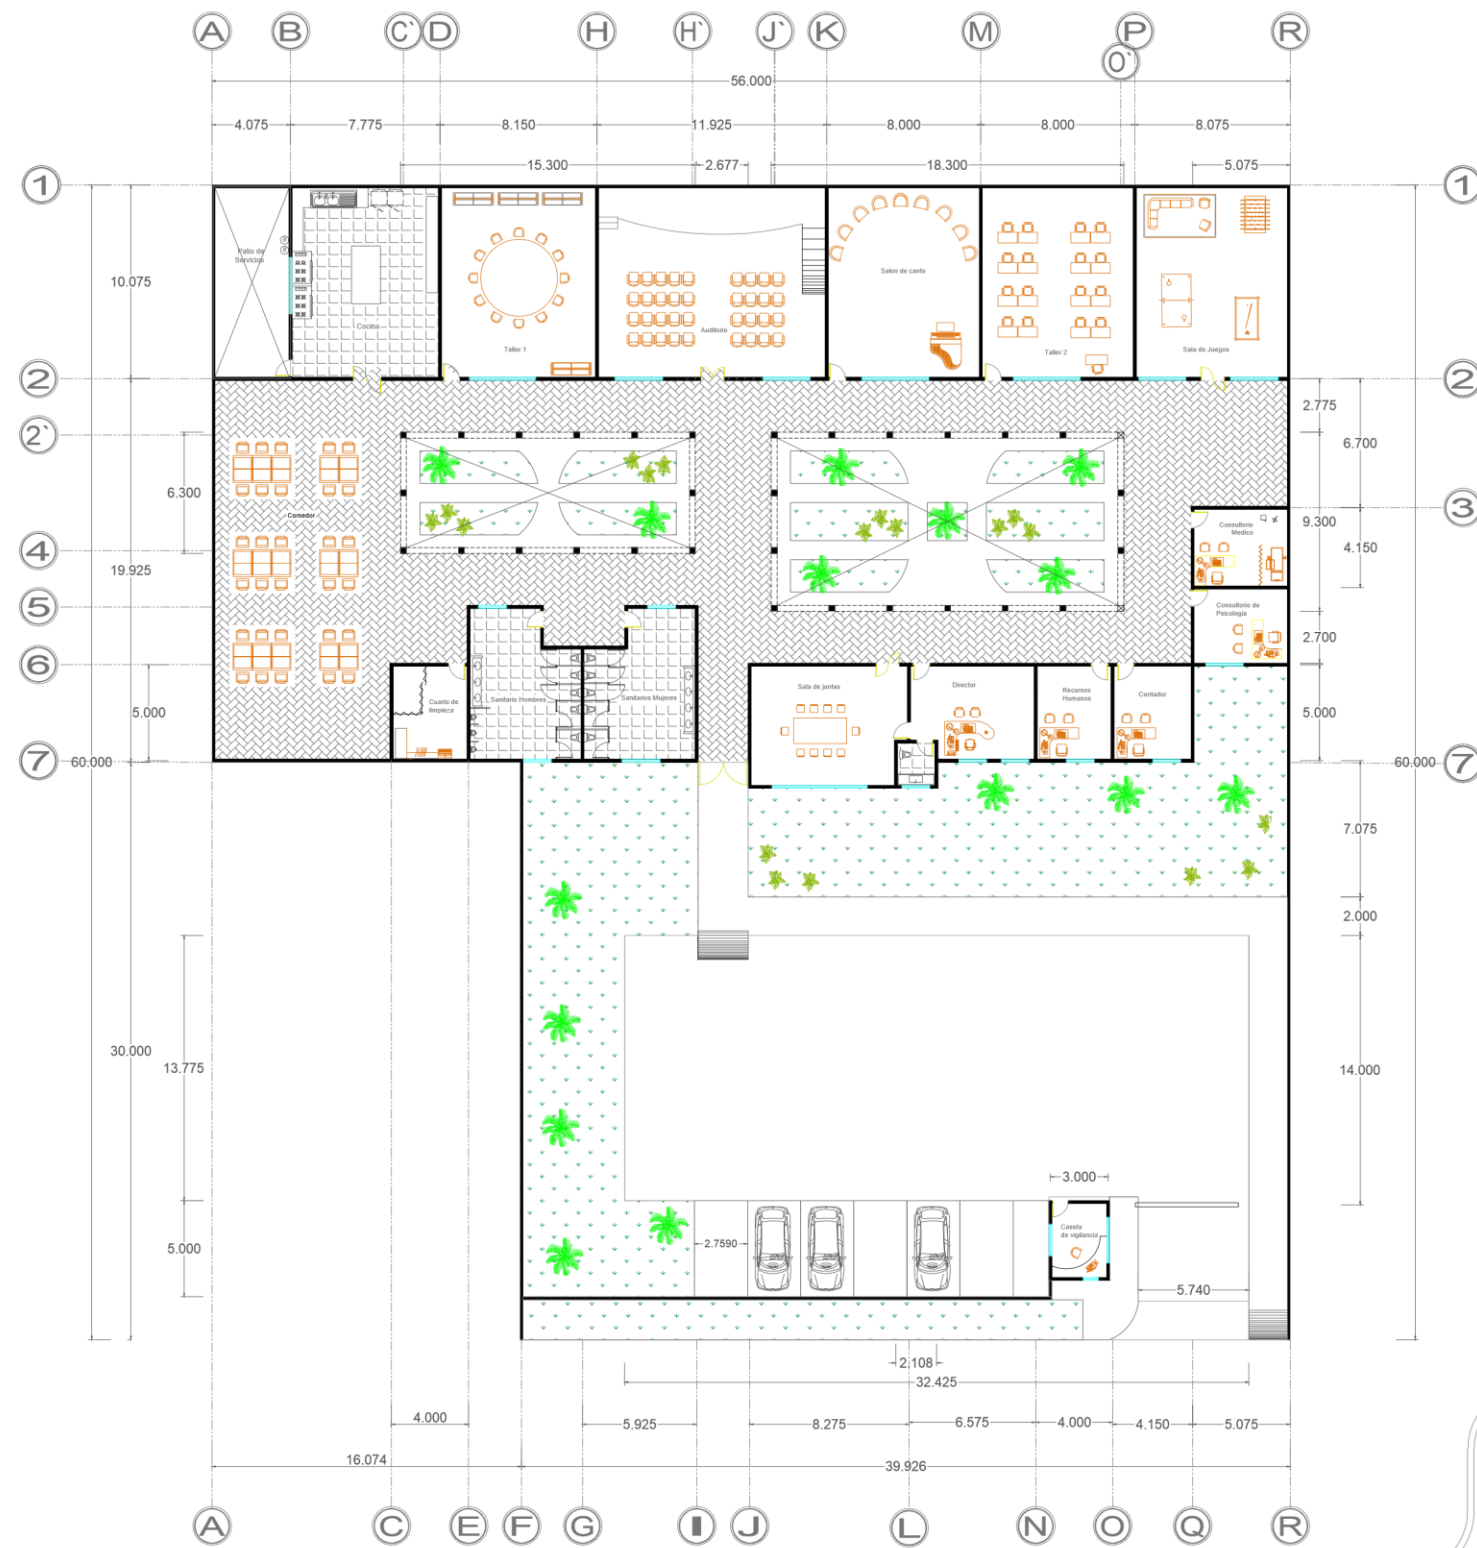 A B C` D H H` J` K M P R
O`
56.000
4.075 7.775 8.150 11.925 8.000 8.000 8.075
15.300 2.677 18.300 5.075
1 1
Patio de
Servicios
Cocina
Taller 1
Auditorio
Salon de canto
Taller 2
Sala de Juegos
10.075
2 2
2.775
2`
6.700
6.300
Comedor
3
9.300
Consultorio
Medico
4.150
4
19.925
5
Consultorio de
Psicologia
2.700
6
5.000
Cuarto de
limpieza
Sanitario Hombres
Sanitados Mujeres
Sala de juntas
Director
Recursos
Humanos
Contador
5.000
7 7
60.000 60.000
7.075
2.000
30.000
13.775
14.000
3.000
Caseta
de vigilancia
5.000
2.7590
5.740
2.108
32.425
4.000 5.925 8.275 6.575 4.000 4.150 5.075
16.074 39.926
A C E F G I J L N O Q R